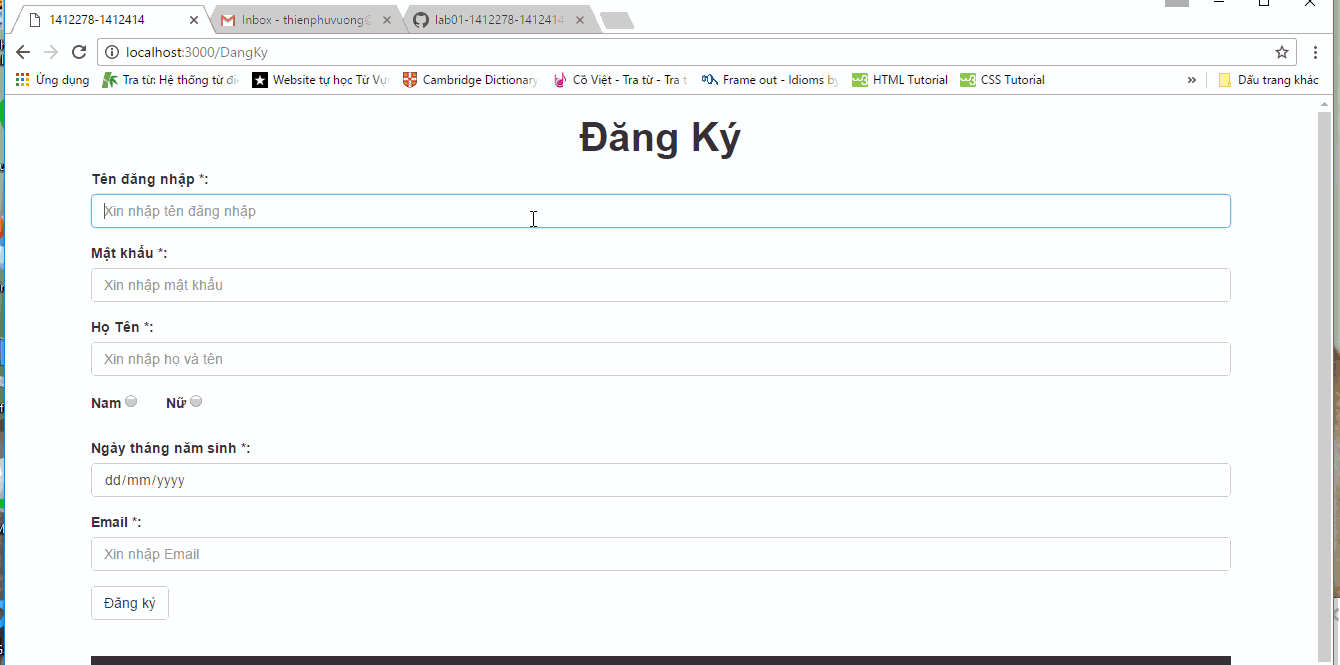 1412278-1412414
Inbox - thienphuvuong@
lab01-1412278-1412414
localhost:3000/DangKy
Ứng dụng
Tra từ: Hệ thống từ đi
Website tự học Từ Vự
Cambridge Dictionary
Cồ Việt - Tra từ - Tra t
Frame out - Idioms by
HTML Tutorial
CSS Tutorial
»
Dấu trang khác
Đăng Ký
Tên đăng nhập *:
Xin nhập tên đăng nhập
Mật khẩu *:
Xin nhập mật khẩu
Họ Tên *:
Xin nhập họ và tên
Nam Nữ
Ngày tháng năm sinh *:
dd/mm/yyyy
Email *:
Xin nhập Email
Đăng ký